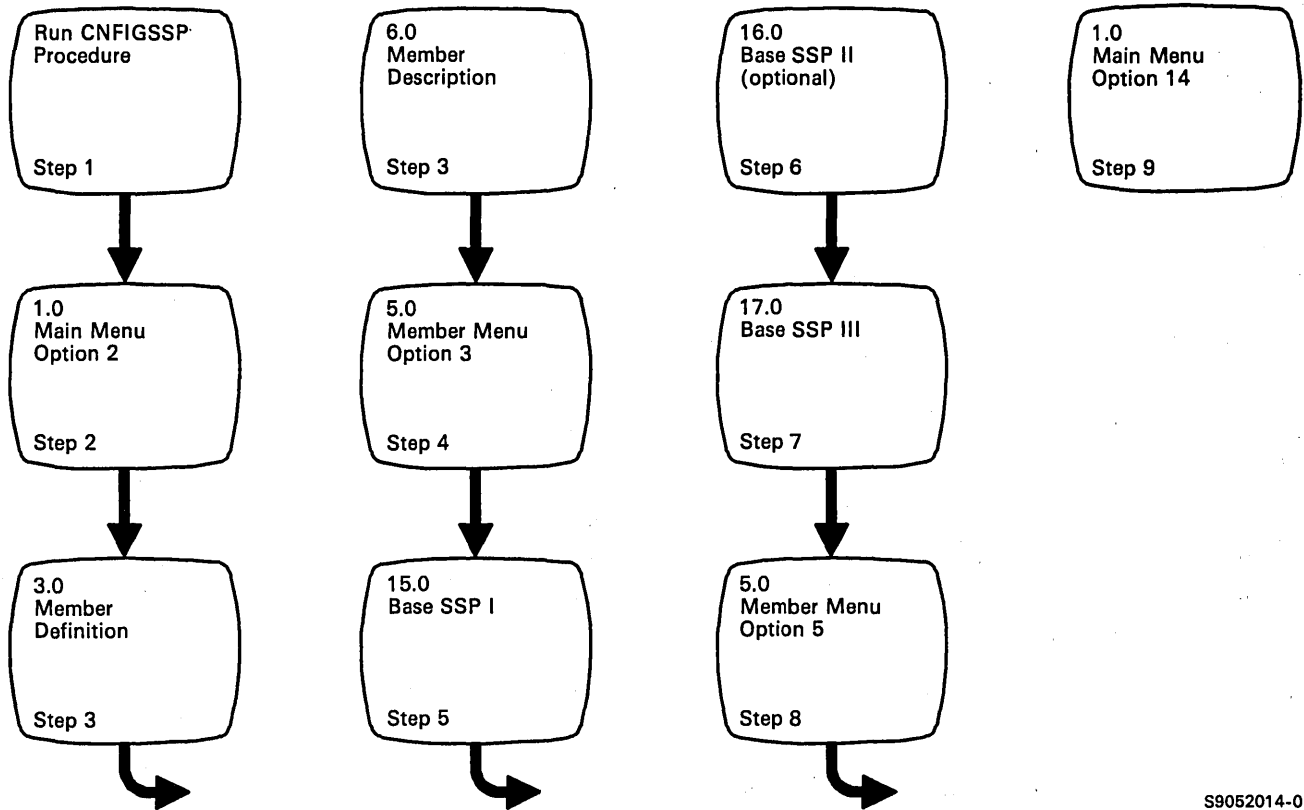 Run CNFIGSSP
Procedure
Step 1
1.0
Main Menu
Option 2
Step 2
3.0
Member
Definition
Step 3
6.0
Member
Description
Step 3
5.0
Member Menu
Option 3
Step 4
15.0
Base SSP I
Step 5
16.0
Base SSP II
(optional)
Step 6
17.0
Base SSP III
Step 7
5.0
Member Menu
Option 5
Step 8
1.0
Main Menu
Option 14
Step 9
S9052014-0